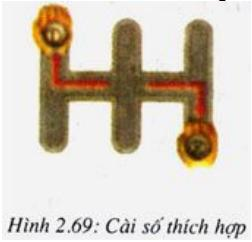 Hình 2.69: Cài số thích hợp